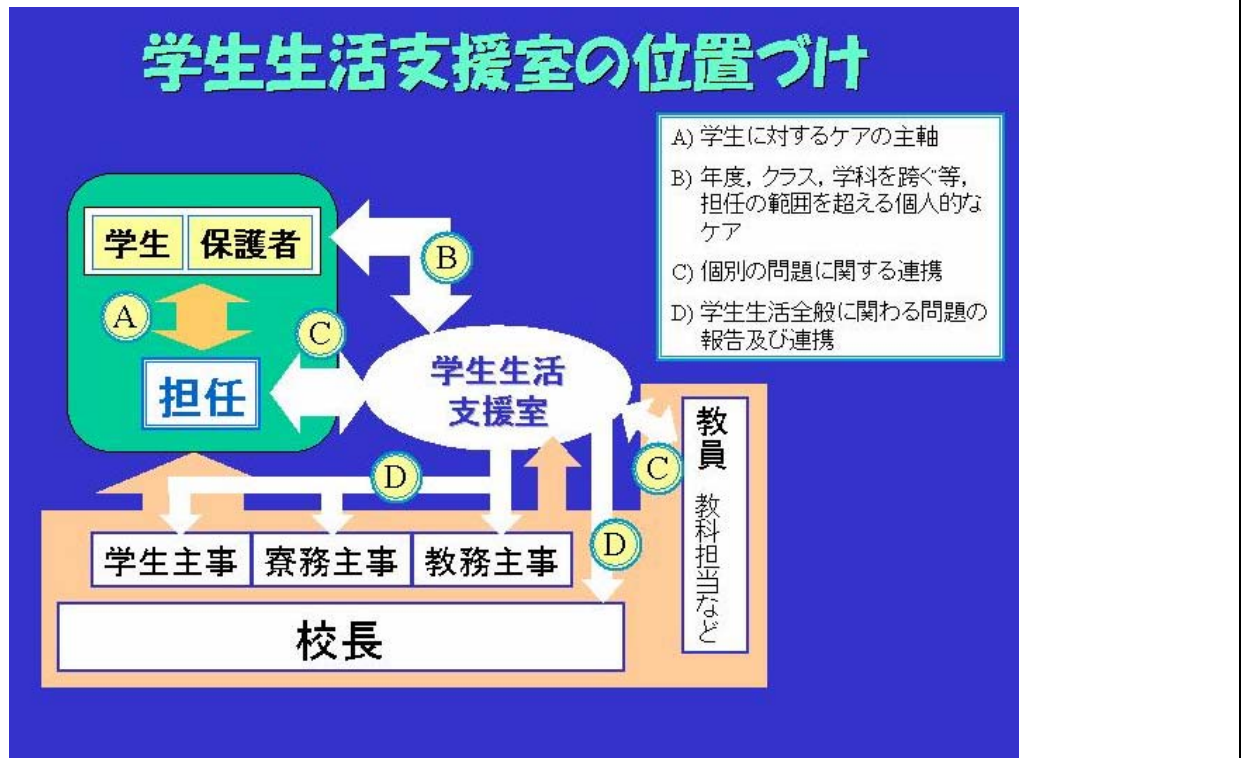 学生生活支援室の位置づけ
A) 学生に対するケアの主軸
B) 年度, クラス, 学科を跨ぐ等,
担任の範囲を超える個人的な
ケア
C) 個別の問題に関する連携
D) 学生生活全般に関わる問題の
報告及び連携
学生
保護者
B
A
C
担任
学生生活
支援室
D
C
D
教員
教科担当など
学生主事
寮務主事
教務主事
校長